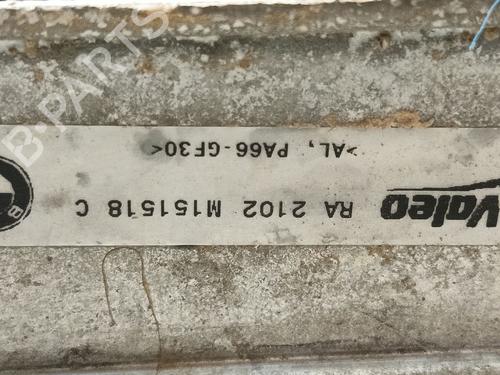 Valeo
RA 2102 M151518 C
>AL, PA66-GF30<
B
B-PARTS